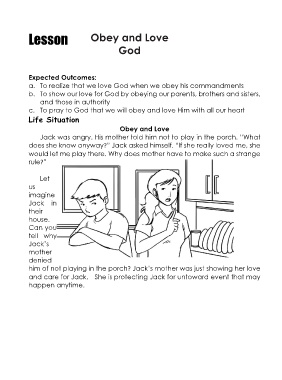 Lesson
Obey and Love
God
Expected Outcomes:
a. To realize that we love God when we obey his commandments
b. To show our love for God by obeying our parents, brothers and sisters,
and those in authority
c. To pray to God that we will obey and love Him with all our heart
Life Situation
Obey and Love
Jack was angry. His mother told him not to play in the porch. "What
does she know anyway?" Jack asked himself. "If she really loved me, she
would let me play there. Why does mother have to make such a strange
rule?"
Let
us
imagine
Jack in
their
house.
Can you
tell why
Jack's
mother
denied
him of not playing in the porch? Jack's mother was just showing her love
and care for Jack. She is protecting Jack for untoward event that may
happen anytime.